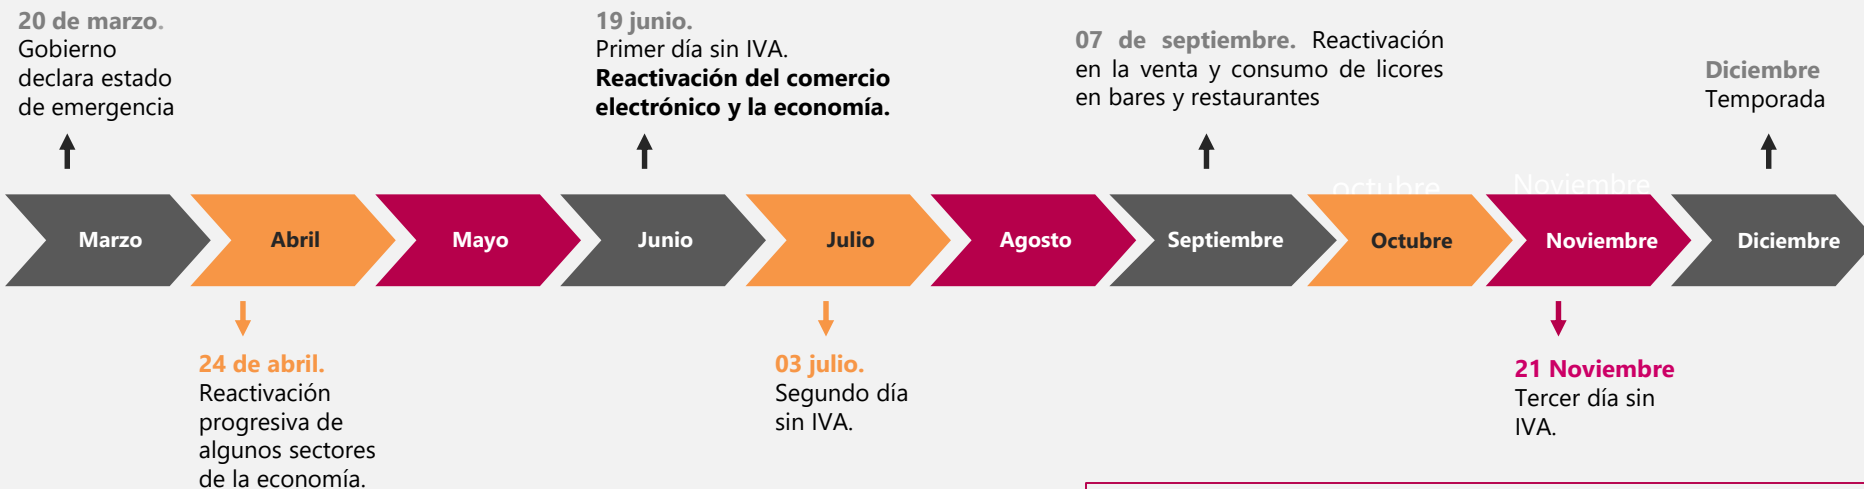 20 de marzo.
Gobierno
declara estado
de emergencia
19 junio.
Primer día sin IVA.
Reactivación del comercio
electrónico y la economía.
07 de septiembre. Reactivación
en la venta y consumo de licores
en bares y restaurantes
Diciembre
Temporada
octubre
Noviembre
Marzo
Abril
Mayo
Junio
Julio
Agosto
Septiembre
Octubre
Noviembre
Diciembre
24 de abril.
Reactivación
progresiva de
algunos sectores
de la economía.
03 julio.
Segundo día
sin IVA.
21 Noviembre
Tercer día sin
IVA.